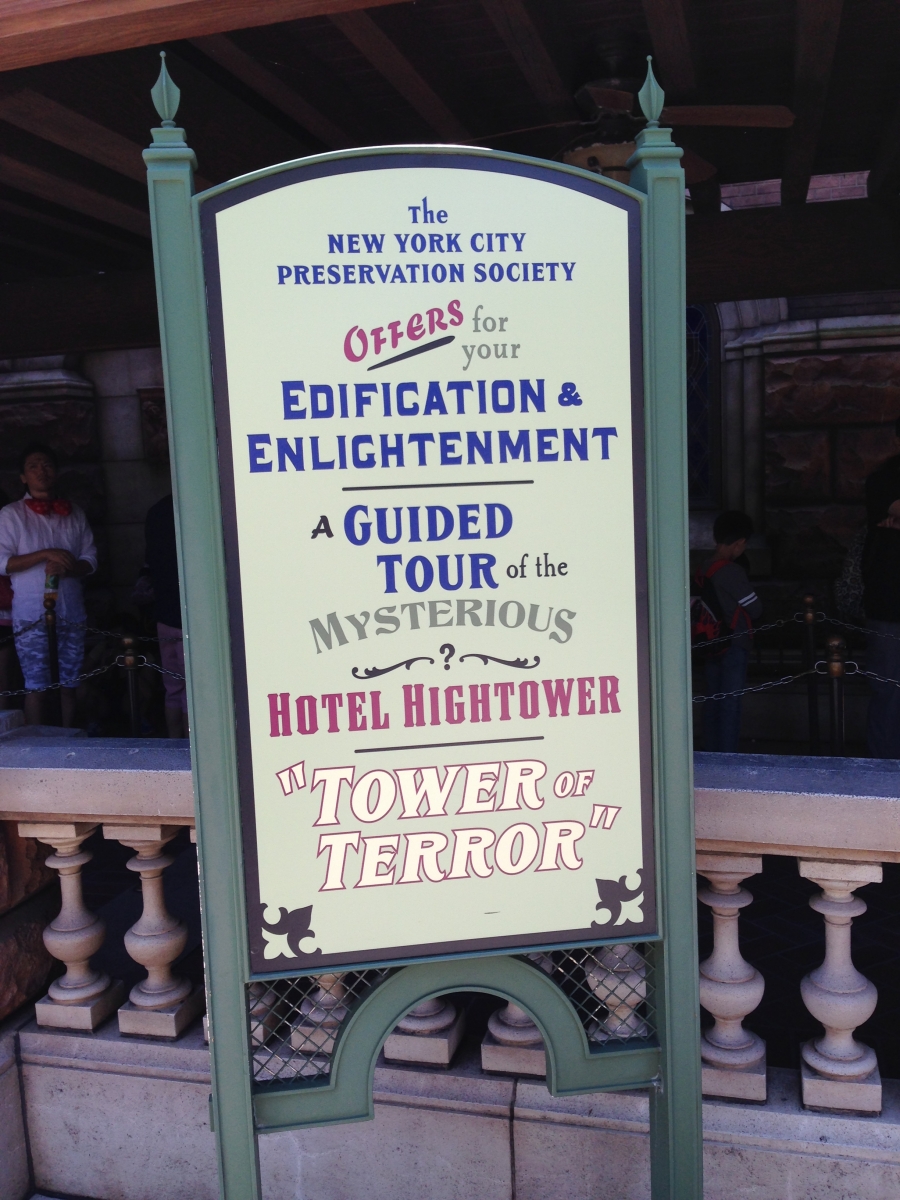 The
NEW YORK CITY
PRESERVATION SOCIETY
OFFERS for
your
EDIFICATION &
ENLIGHTENMENT
A GUIDED
TOUR of the
MYSTERIOUS
?
HOTEL HIGHTOWER
"TOWER OF
TERROR"